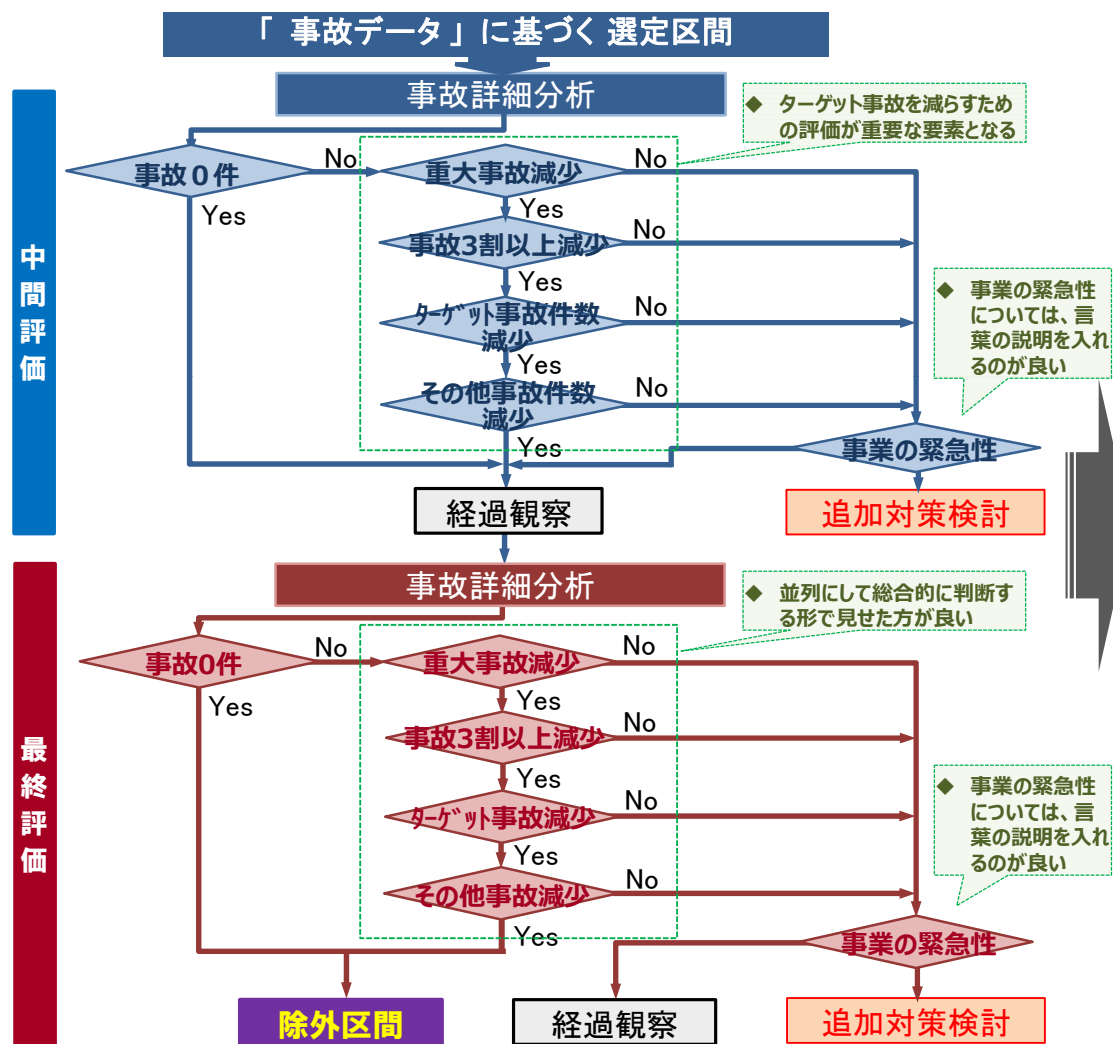 「 事故データ」に基づく 選定区間
事故詳細分析
◆ ターゲット事故を減らすため
の評価が重要な要素となる
中間評価
事故０件
No
重大事故減少
No
Yes
Yes
事故3割以上減少
No
Yes
ﾀｰｹﾞｯﾄ事故件数
減少
No
Yes
その他事故件数
減少
No
Yes
◆ 事業の緊急性
については、言
葉の説明を入れ
るのが良い
事業の緊急性
経過観察
追加対策検討
事故詳細分析
◆ 並列にして総合的に判断す
る形で見せた方が良い
最終評価
事故0件
No
重大事故減少
No
Yes
Yes
事故3割以上減少
No
Yes
ﾀｰｹﾞｯﾄ事故減少
No
Yes
その他事故減少
No
Yes
◆ 事業の緊急性
については、言
葉の説明を入れ
るのが良い
事業の緊急性
除外区間
経過観察
追加対策検討